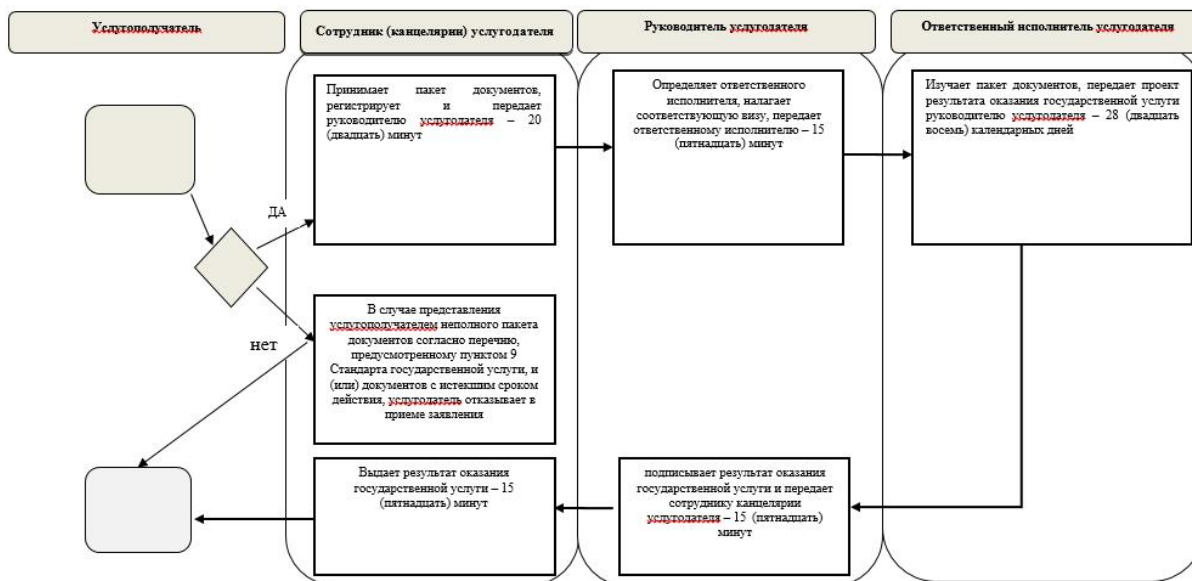 Услугополучатель
Сотрудник (канцелярии) услугодателя
Руководитель услугодателя
Ответственный исполнитель услугодателя
Принимает пакет документов,
регистрирует и передает
руководителю услугодателя – 20
(двадцать) минут
Определяет ответственного
исполнителя, налагает
соответствующую визу, передает
ответственному исполнителю – 15
(пятнадцать) минут
Изучает пакет документов, передает проект
результата оказания государственной услуги
руководителю услугодателя – 28 (двадцать
восемь) календарных дней
ДА
нет
В случае представления
услугополучателем неполного пакета
документов согласно перечню,
предусмотренному пунктом 9
Стандарта государственной услуги, и
(или) документов с истекшим сроком
действия, услугодатель отказывает в
приеме заявления
Выдает результат оказания
государственной услуги – 15
(пятнадцать) минут
подписывает результат оказания
государственной услуги и передает
сотруднику канцелярии
услугодателя – 15 (пятнадцать)
минут